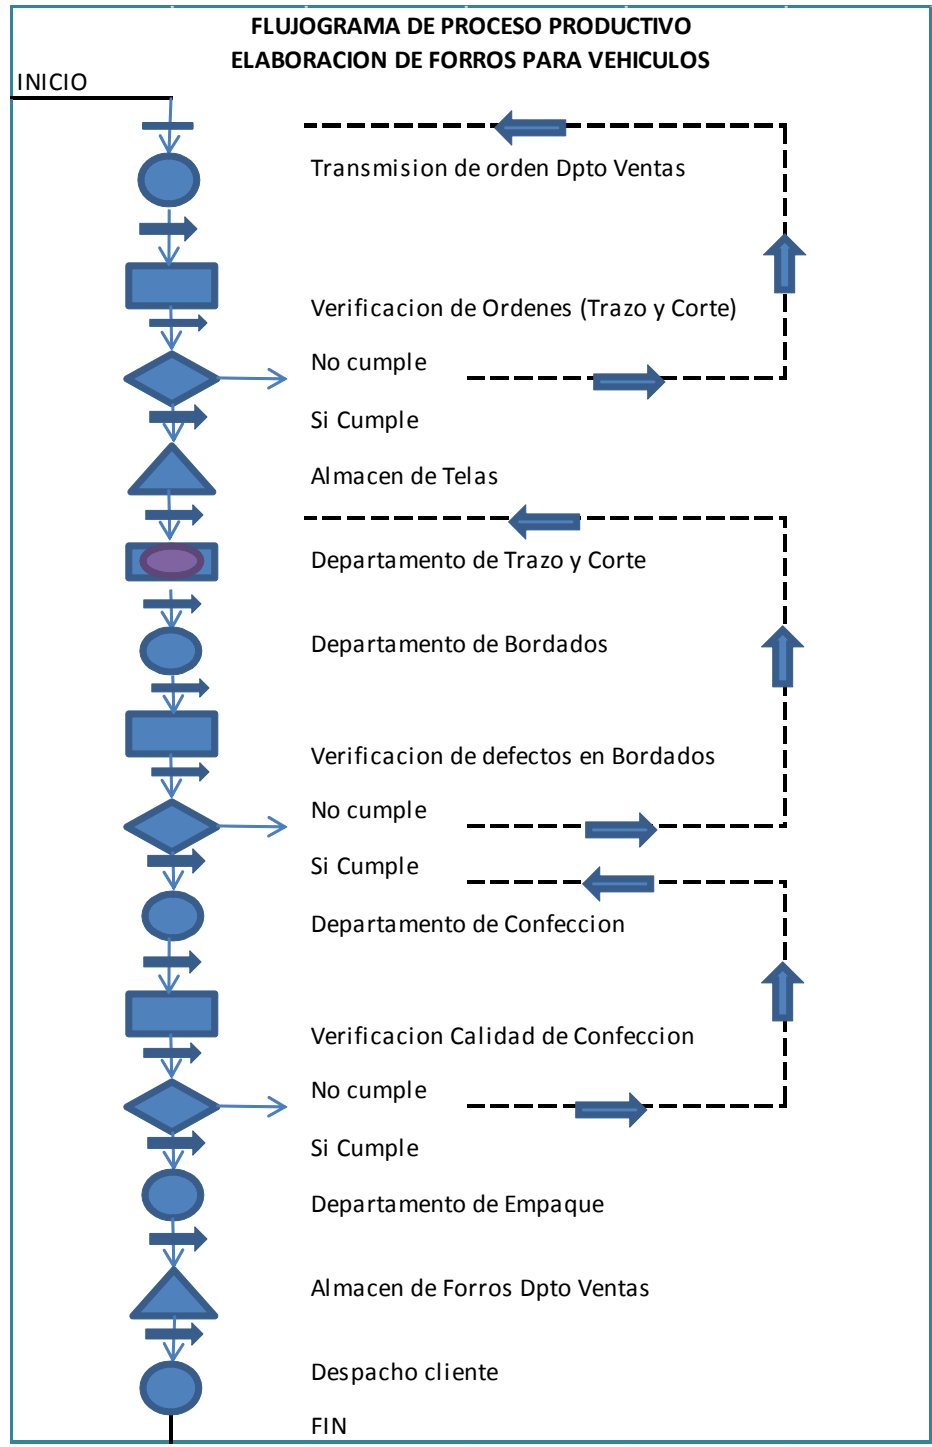 FLUJOGRAMA DE PROCESO PRODUCTIVO
ELABORACION DE FORROS PARA VEHICULOS
INICIO
Transmision de orden Dpto Ventas
Verificacion de Ordenes (Trazo y Corte)
No cumple
Si Cumple
Almacen de Telas
Departamento de Trazo y Corte
Departamento de Bordados
Verificacion de defectos en Bordados
No cumple
Si Cumple
Departamento de Confeccion
Verificacion Calidad de Confeccion
No cumple
Si Cumple
Departamento de Empaque
Almacen de Forros Dpto Ventas
Despacho cliente
FIN